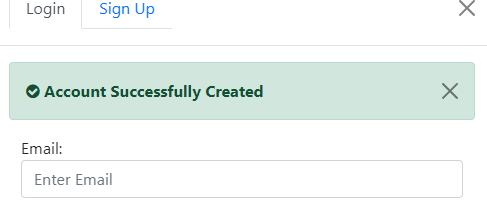 Login Sign Up
Account Successfully Created
Email:
Enter Email